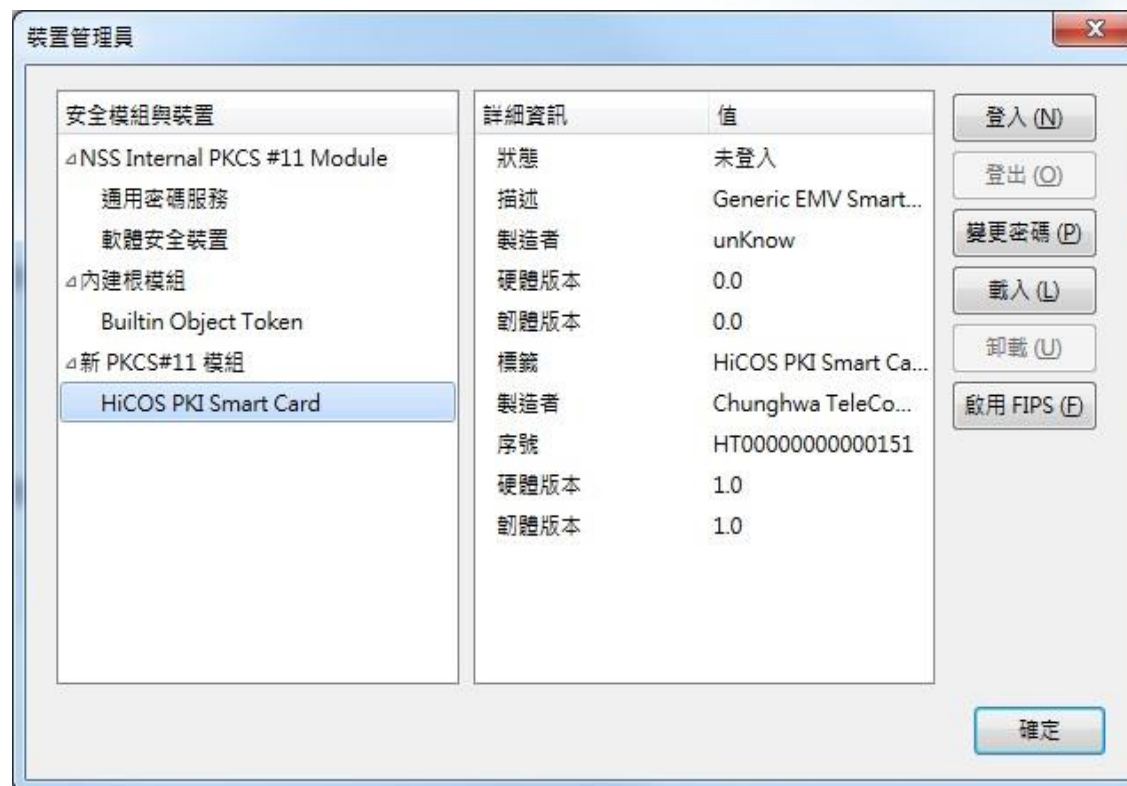 裝置管理員
安全模組與裝置
NSS Internal PKCS #11 Module
通用密碼服務
軟體安全裝置
內建根模組
Builtin Object Token
新 PKCS#11 模組
HiCOS PKI Smart Card
詳細資訊 值
狀態 未登入
描述 Generic EMV Smart...
製造者 unKnow
硬體版本 0.0
韌體版本 0.0
標籤 HiCOS PKI Smart Ca...
製造者 Chunghwa TeleCo...
序號 HT00000000000151
硬體版本 1.0
韌體版本 1.0
登入 (N)
登出 (O)
變更密碼 (P)
載入 (L)
卸載 (U)
啟用 FIPS (F)
確定